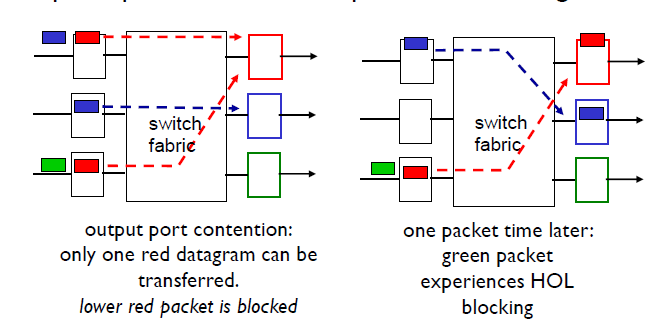 switch
fabric
output port contention:
only one red datagram can be
transferred.
lower red packet is blocked
switch
fabric
one packet time later:
green packet
experiences HOL
blocking